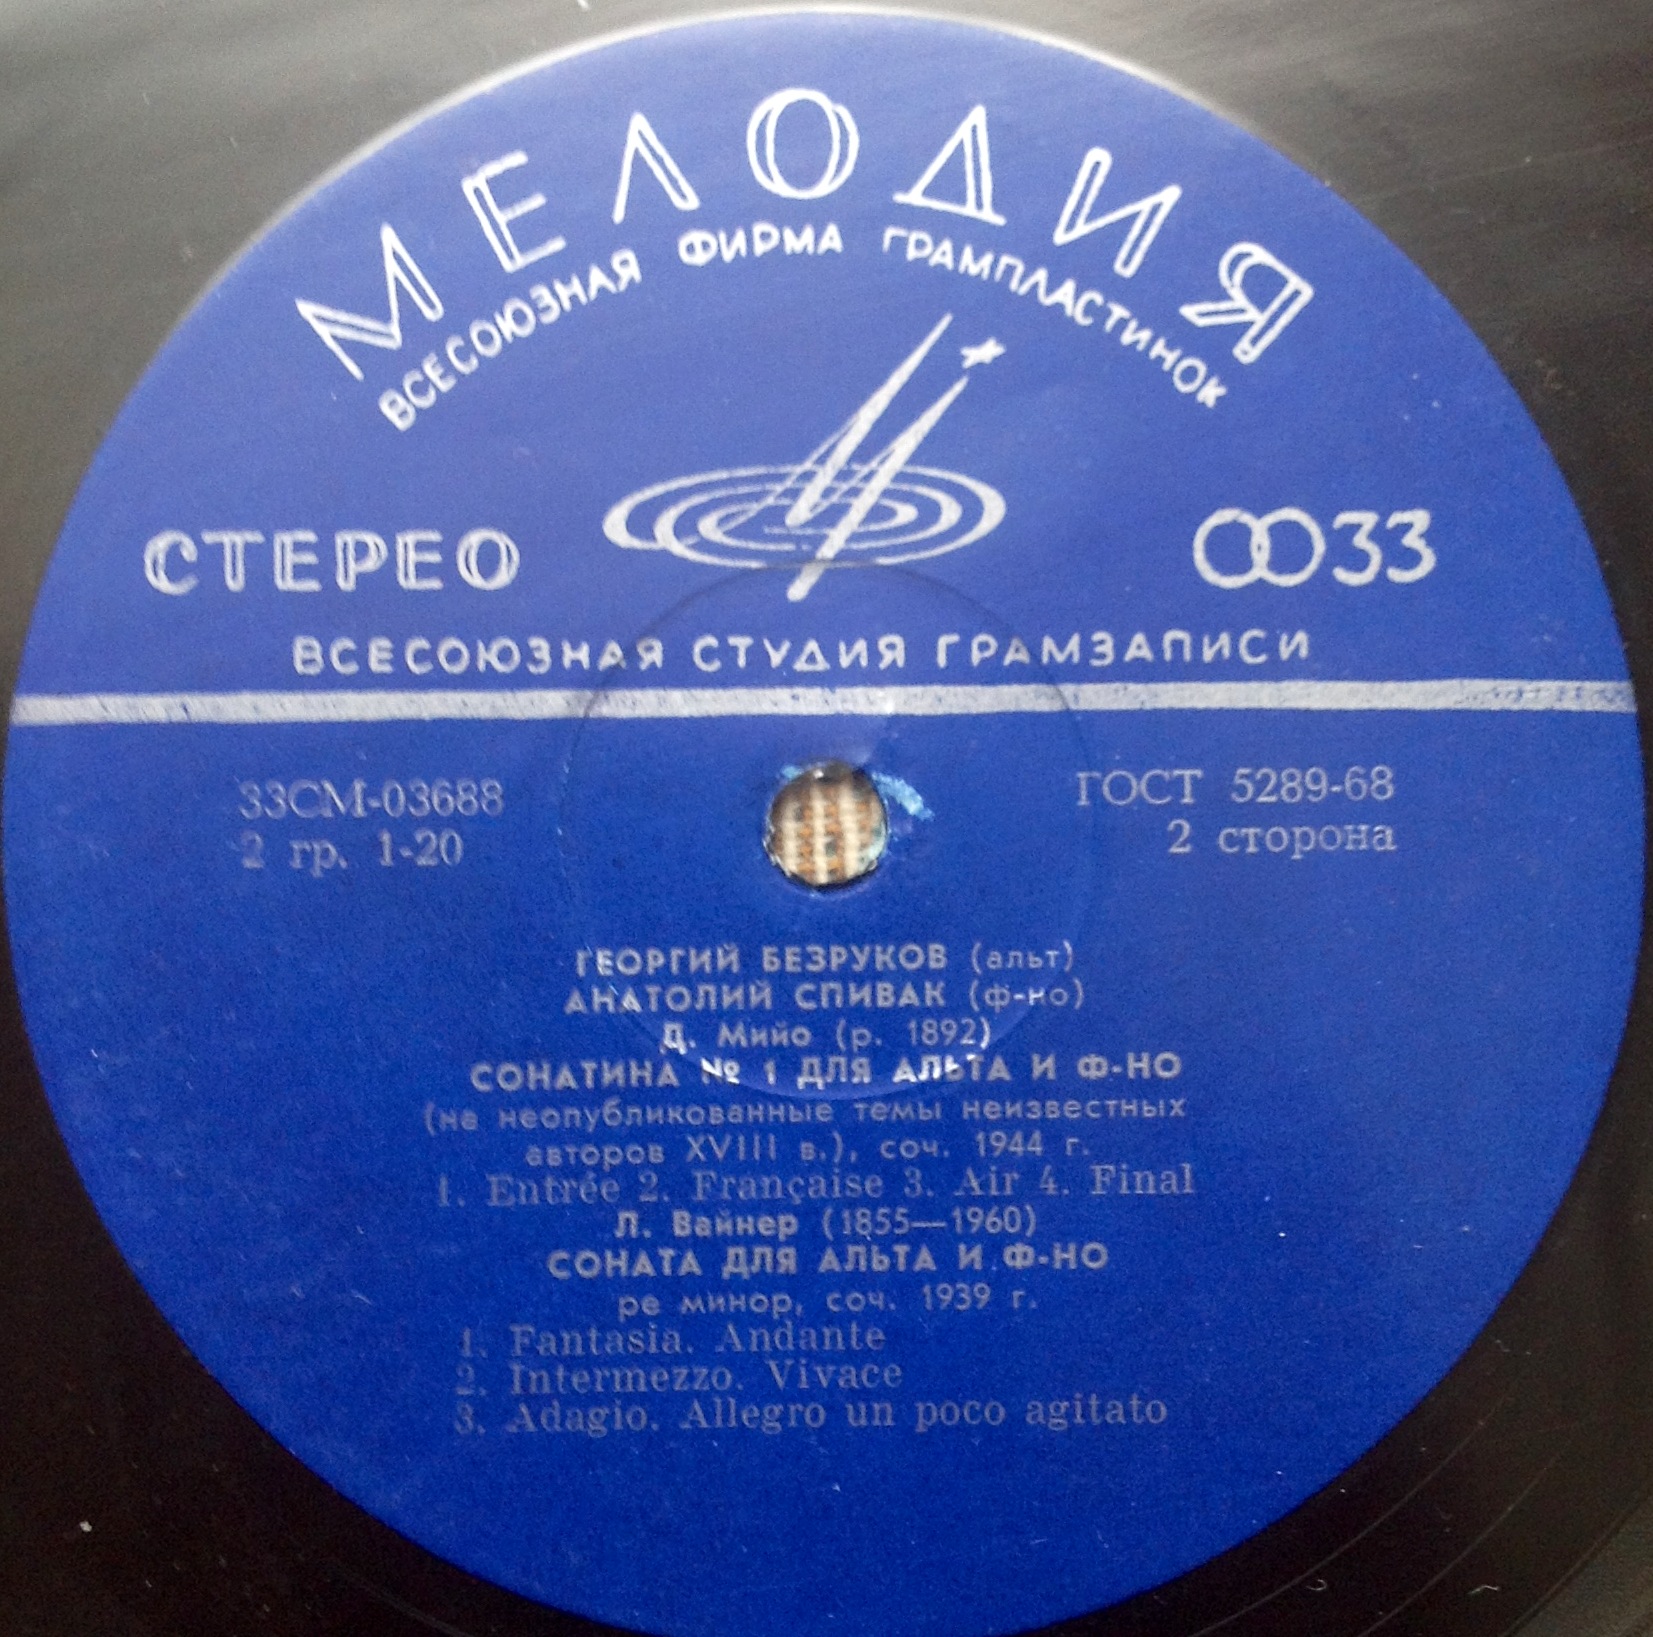 МЕЛОДИЯ
ВСЕСОЮЗНАЯ ФИРМА ГРАМПЛАСТИНОК
СТЕРЕО
33
ВСЕСОЮЗНАЯ СТУДИЯ ГРАМЗАПИСИ
33СМ-03688
ГОСТ 5289-68
2 гр. 1-20
2 сторона
ГЕОРГИЙ БЕЗРУКОВ (альт)
АНАТОЛИЙ СПИВАК (ф-но)
Д. Мийо (р. 1892)
СОНАТИНА № 1 ДЛЯ АЛЬТА И Ф-НО
(на неопубликованные темы неизвестных
авторов XVIII в.), соч. 1944 г.
1. Entrée 2. Française 3. Air 4. Final
Л. Вайнер (1855—1960)
СОНАТА ДЛЯ АЛЬТА И Ф-НО
ре минор, соч. 1939 г.
1. Fantasia. Andante
2. Intermezzo. Vivace
3. Adagio. Allegro un poco agitato